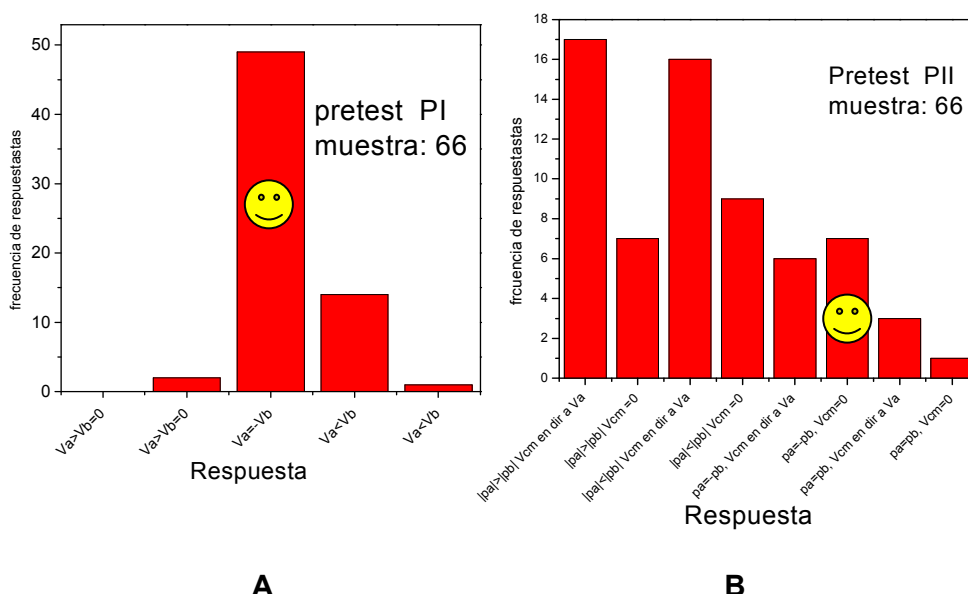 50
40
30
20
10
0
frecuencia de respuestastas
pretest PI
muestra: 66
Va>Vb=0
Va>Vb=0
Va=-Vb
Va<Vb
Va<Vb
Respuesta
A
18
16
14
12
10
8
6
4
2
0
frcuencia de respuestastas
Pretest PII
muestra: 66
|pa|>|pb| Vcm en dir a Va
|pa|>|pb| Vcm =0
|pa|<|pb| Vcm en dir a Va
|pa|<|pb| Vcm =0
pa=-pb, Vcm en dir a Va
pa=-pb, Vcm=0
pa=pb, Vcm en dir a Va
pa=pb, Vcm=0
Respuesta
B